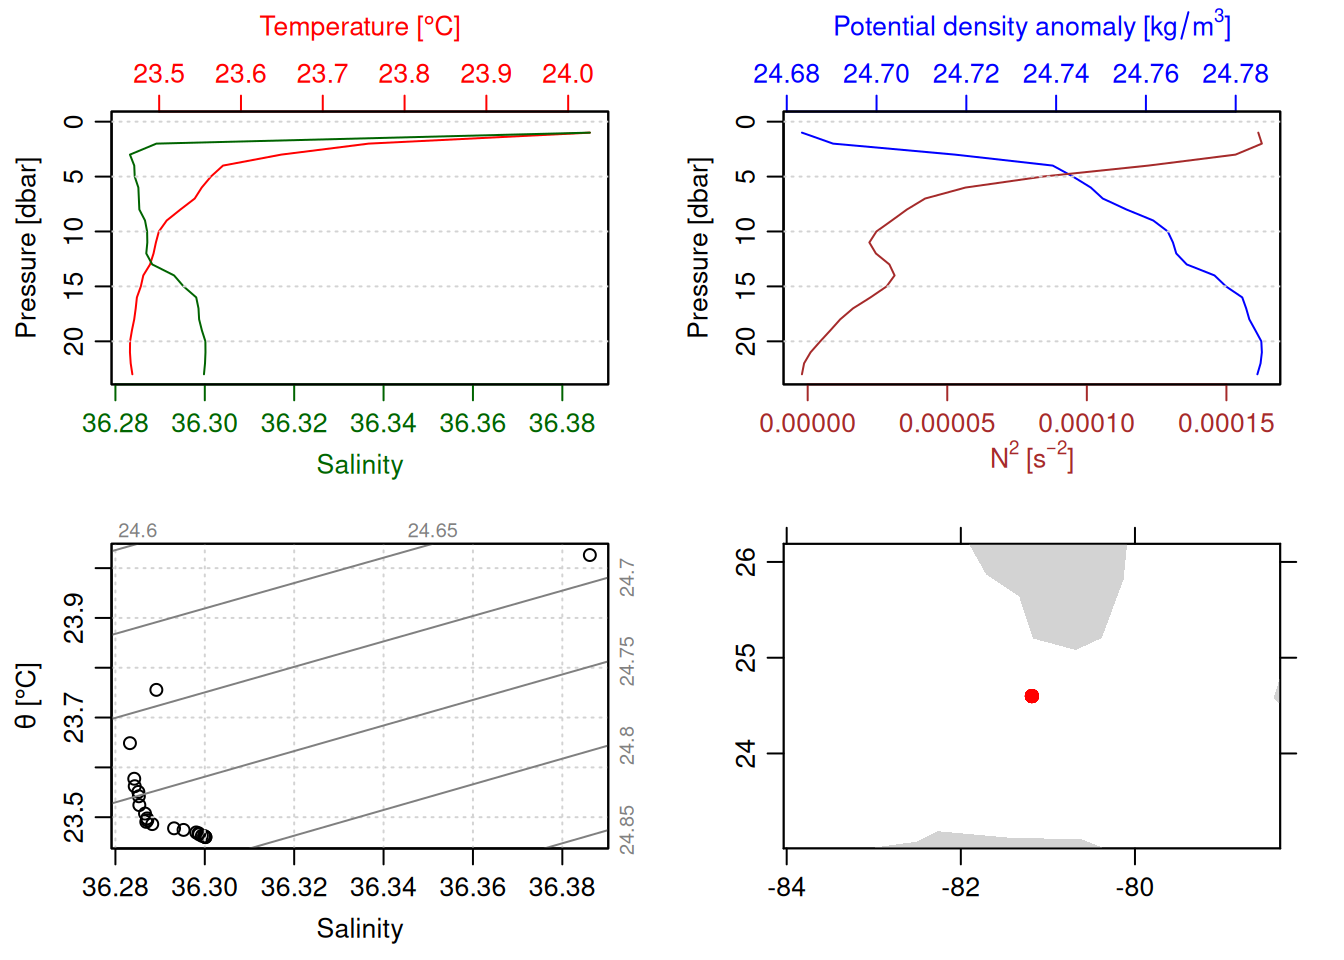 Temperature [°C]
23.5 23.6 23.7 23.8 23.9 24.0
0
5
10
15
20
Pressure [dbar]
36.28 36.30 36.32 36.34 36.36 36.38
Salinity
Potential density anomaly [kg/m³]
24.68 24.70 24.72 24.74 24.76 24.78
0
5
10
15
20
Pressure [dbar]
0.00000 0.00005 0.00010 0.00015
N² [s⁻²]
24.6 24.65
24.7
24.75
24.8
24.85
23.9
23.7
23.5
θ [°C]
36.28 36.30 36.32 36.34 36.36 36.38
Salinity
26
25
24
-84 -82 -80